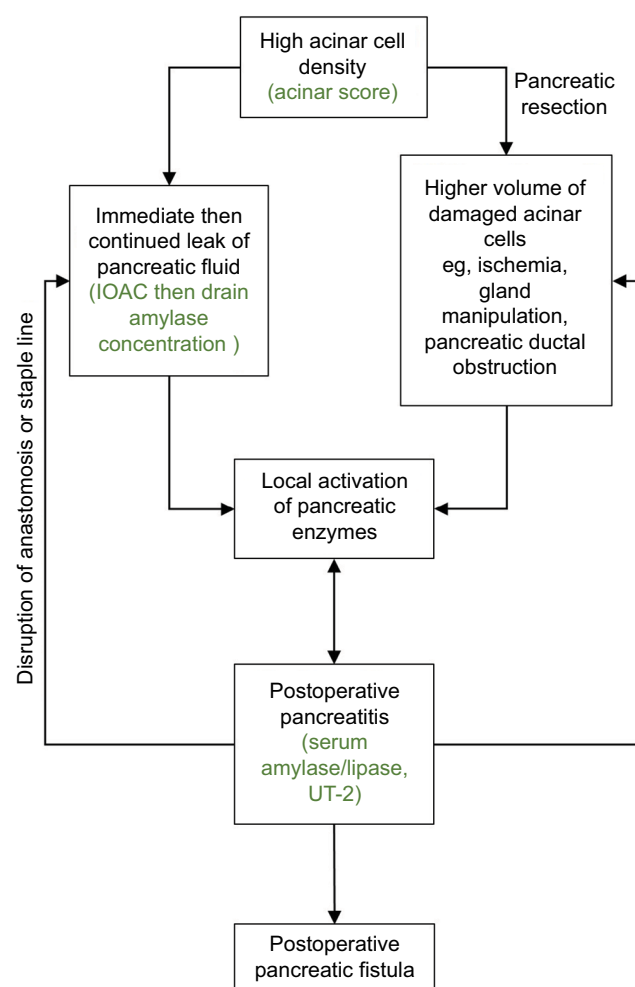 High acinar cell
density
(acinar score)
Pancreatic
resection
Immediate then
continued leak of
pancreatic fluid
(IOAC then drain
amylase
concentration )
Higher volume of
damaged acinar
cells
eg, ischemia,
gland
manipulation,
pancreatic ductal
obstruction
Disruption of anastomosis or staple line
Local activation
of pancreatic
enzymes
Postoperative
pancreatitis
(serum
amylase/lipase,
UT-2)
Postoperative
pancreatic fistula